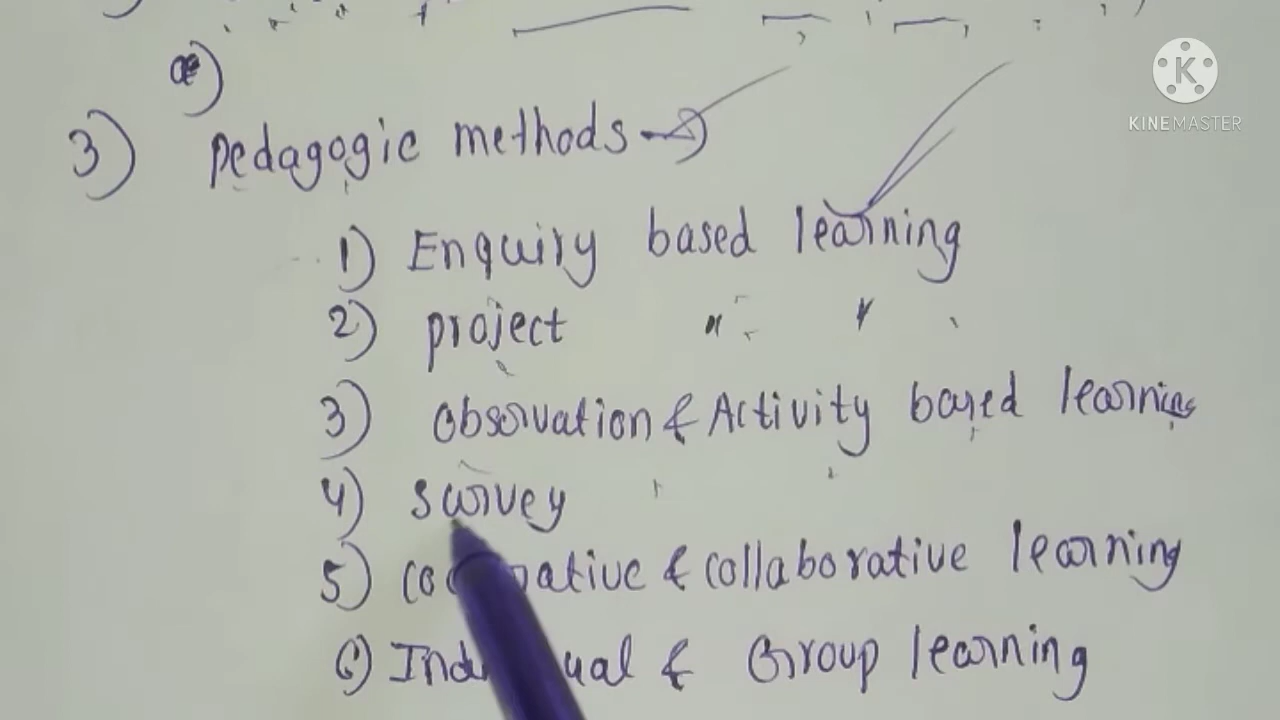 K
KINEMASTER
3) pedagogic methods →
1) Enquiry based learning
2) project " "
3) Observation & Activity based learning
4) survey
5) & collaborative learning
6) & Group learning